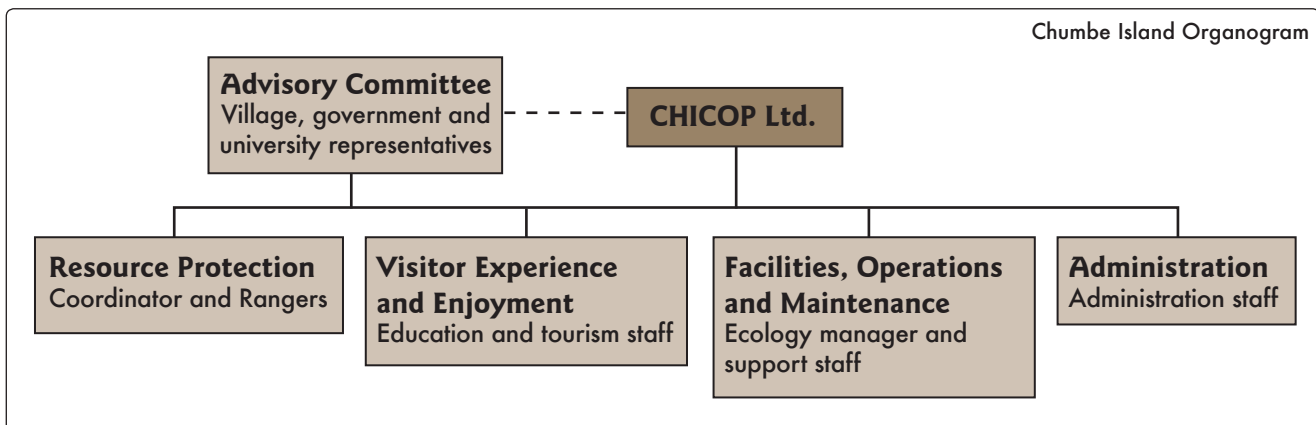 Chumbe Island Organogram
Advisory Committee
Village, government and
university representatives
CHICOP Ltd.
Resource Protection
Coordinator and Rangers
Visitor Experience
and Enjoyment
Education and tourism staff
Facilities, Operations
and Maintenance
Ecology manager and
support staff
Administration
Administration staff